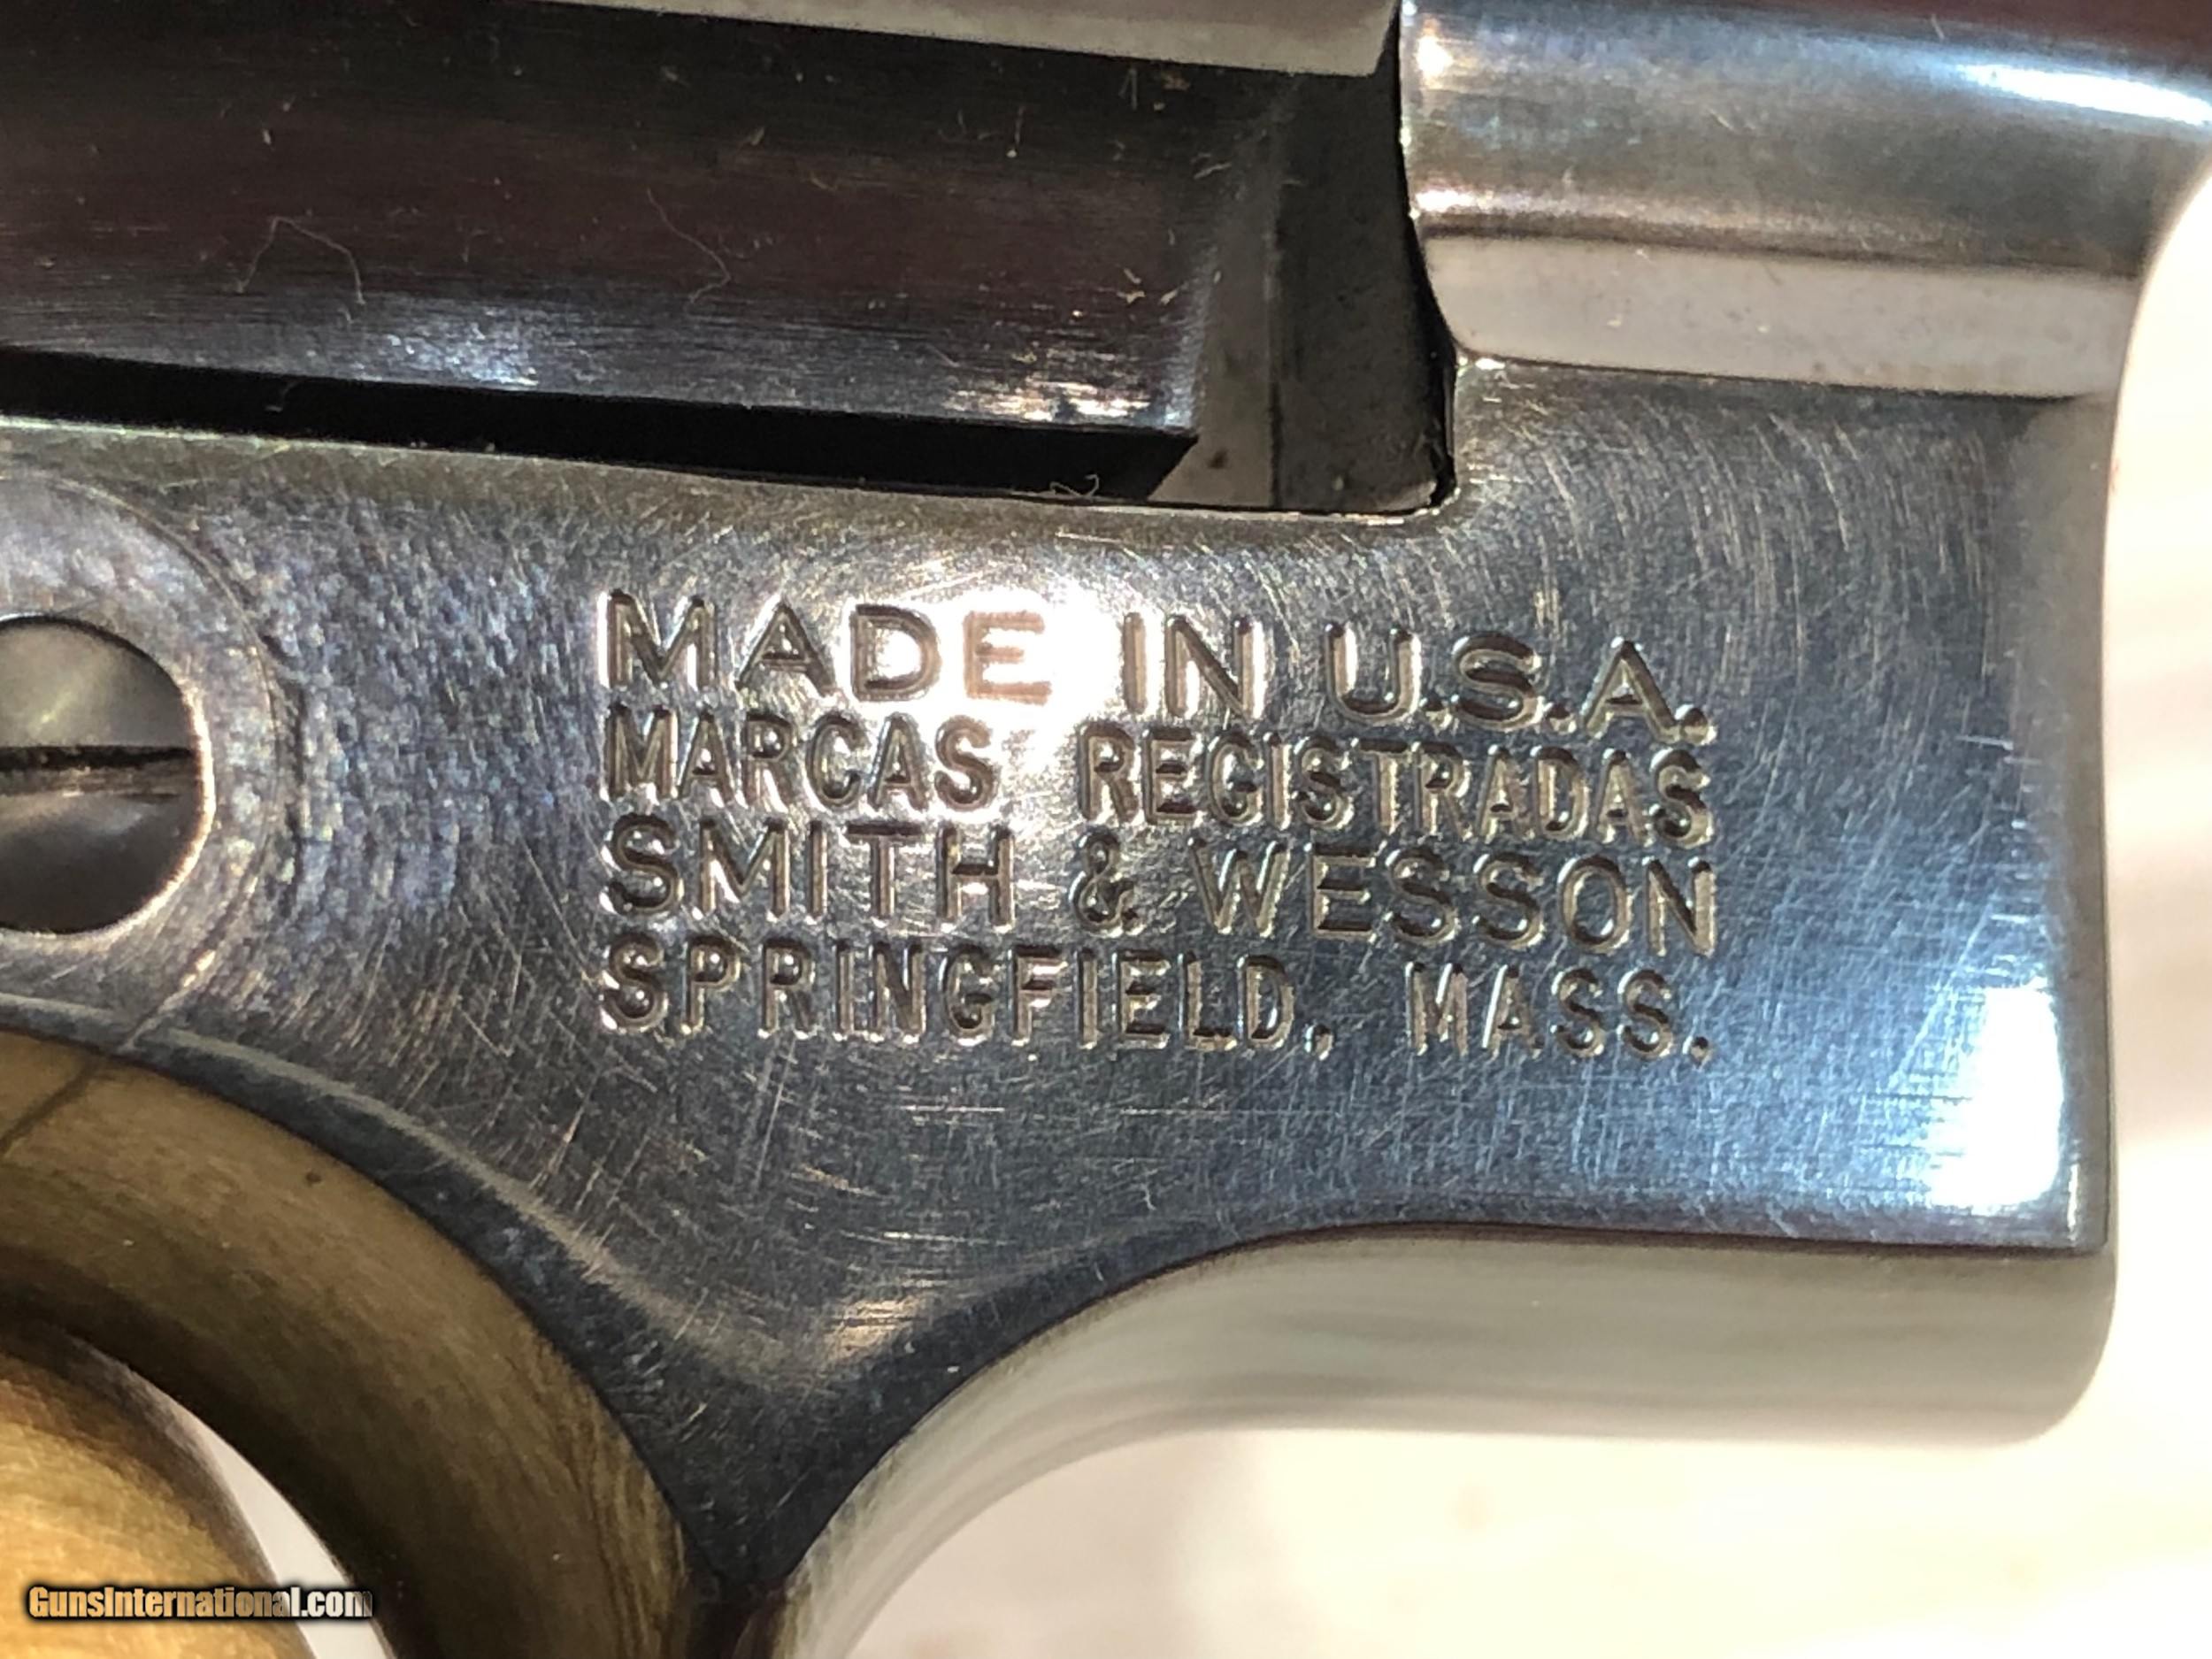 MADE IN U.S.A.
MARCAS REGISTRADAS
SMITH & WESSON
SPRINGFIELD, MASS.
GunsInternational.com